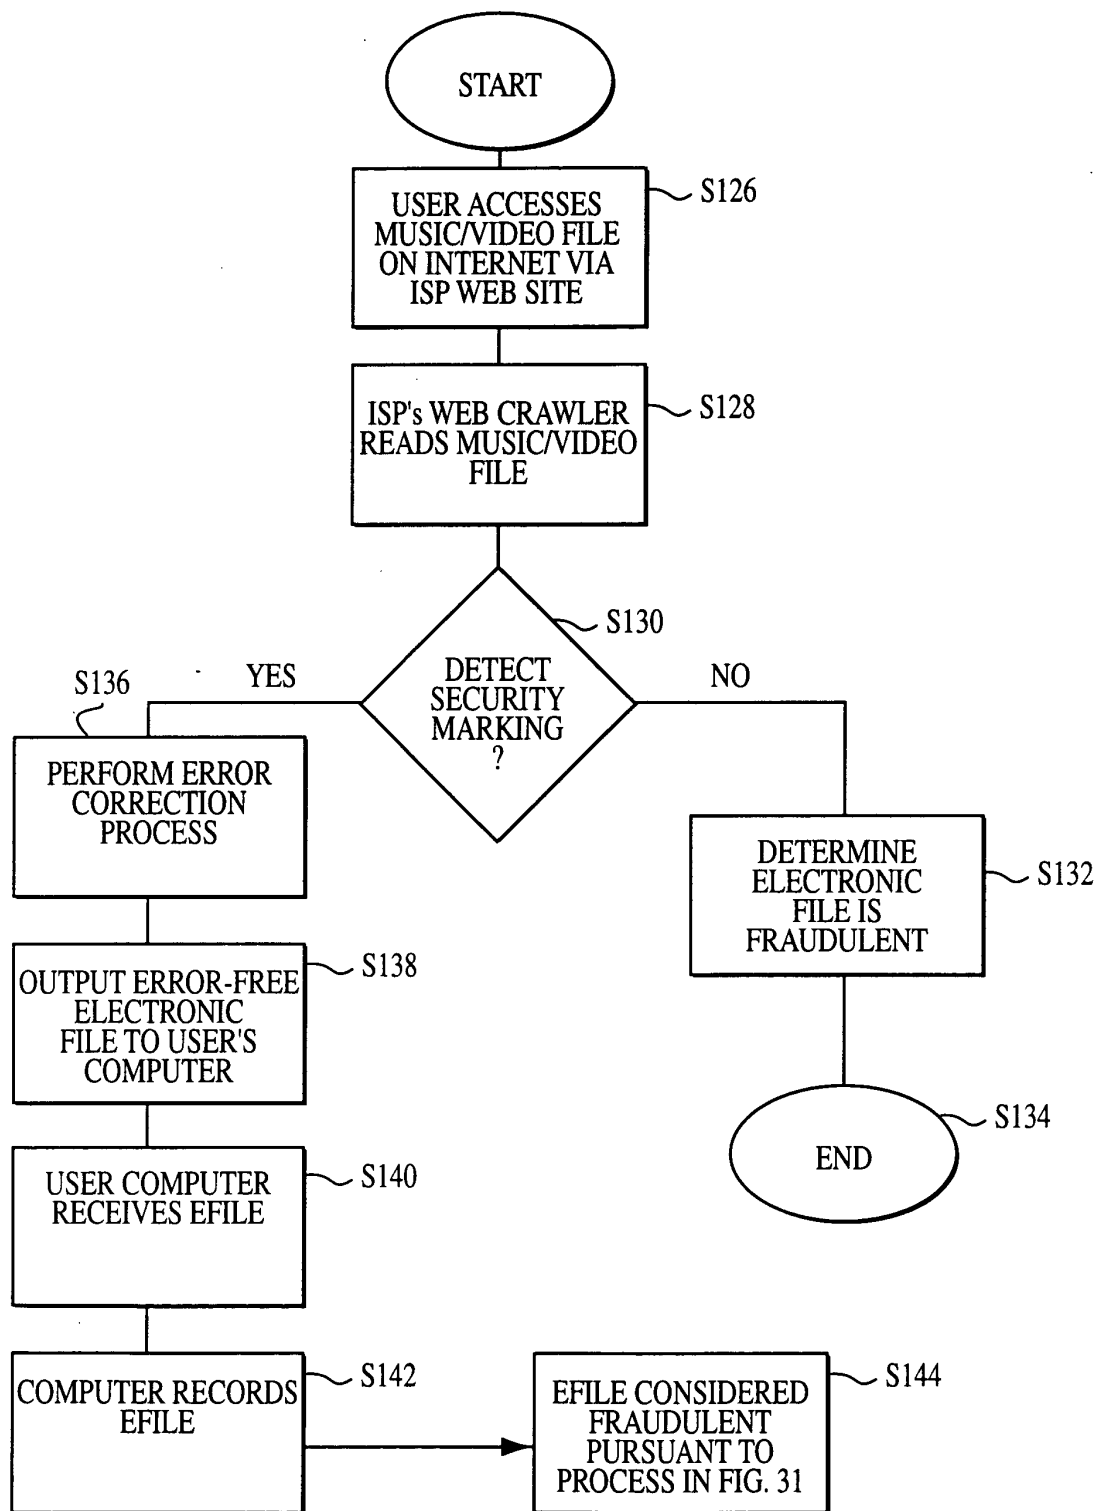 START
USER ACCESSES
MUSIC/VIDEO FILE
ON INTERNET VIA
ISP WEB SITE
S126
ISP's WEB CRAWLER
READS MUSIC/VIDEO
FILE
S128
DETECT
SECURITY
MARKING
?
S130
YES
NO
S136
PERFORM ERROR
CORRECTION
PROCESS
DETERMINE
ELECTRONIC
FILE IS
FRAUDULENT
S132
OUTPUT ERROR-FREE
ELECTRONIC
FILE TO USER'S
COMPUTER
S138
END
S134
USER COMPUTER
RECEIVES EFILE
S140
COMPUTER RECORDS
EFILE
S142
EFILE CONSIDERED
FRAUDULENT
PURSUANT TO
PROCESS IN FIG. 31
S144